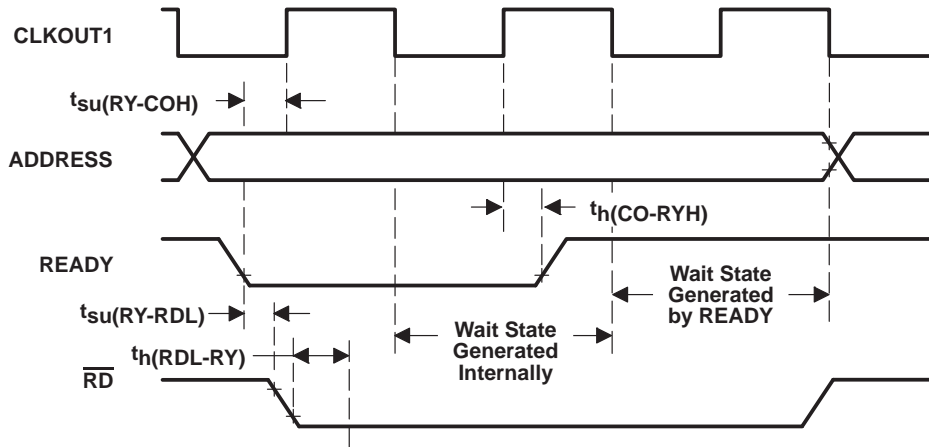 CLKOUT1
tsu(RY-COH)
ADDRESS
th(CO-RYH)
READY
Wait State
Generated
by READY
tsu(RY-RDL)
Wait State
Generated
Internally
th(RDL-RY)
RD